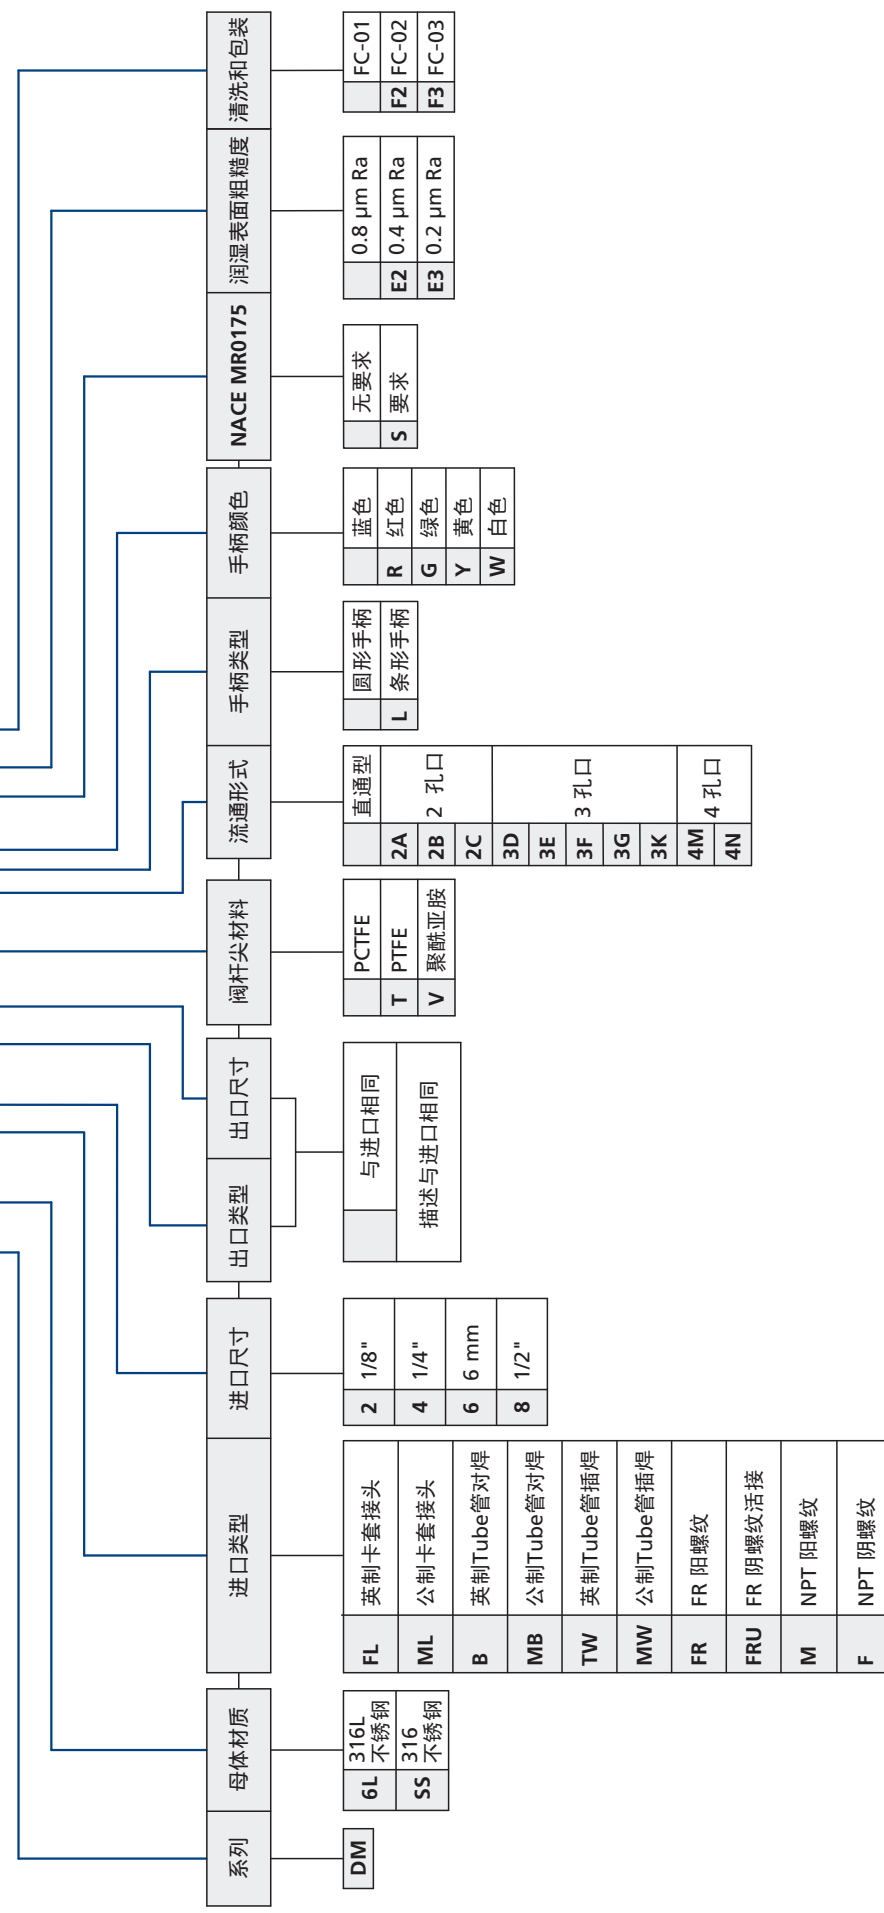 系列
DM
母体材质
6L 316L
不锈钢
SS 316
不锈钢
进口类型
FL 英制卡套接头
ML 公制卡套接头
B 英制Tube管对焊
MB 公制Tube管对焊
TW 英制Tube管插焊
MW 公制Tube管插焊
FR FR 阳螺纹
FRU FR 阴螺纹活接
M NPT 阳螺纹
F NPT 阴螺纹
进口尺寸
2 1/8"
4 1/4"
6 6 mm
8 1/2"
出口类型
出口尺寸
与进口相同
描述与进口相同
阀杆尖材料
PCTFE
T PTFE
V 聚酰亚胺
流通形式
直通型
2A
2B
2C
2 孔口
3D
3E
3F
3G
3K
3 孔口
4M
4N
4 孔口
手柄类型
圆形手柄
L 条形手柄
手柄颜色
蓝色
R 红色
G 绿色
Y 黄色
W 白色
NACE MR0175
无要求
S 要求
润湿表面粗糙度
0.8 μm Ra
E2 0.4 μm Ra
E3 0.2 μm Ra
清洗和包装
FC-01
F2 FC-02
F3 FC-03